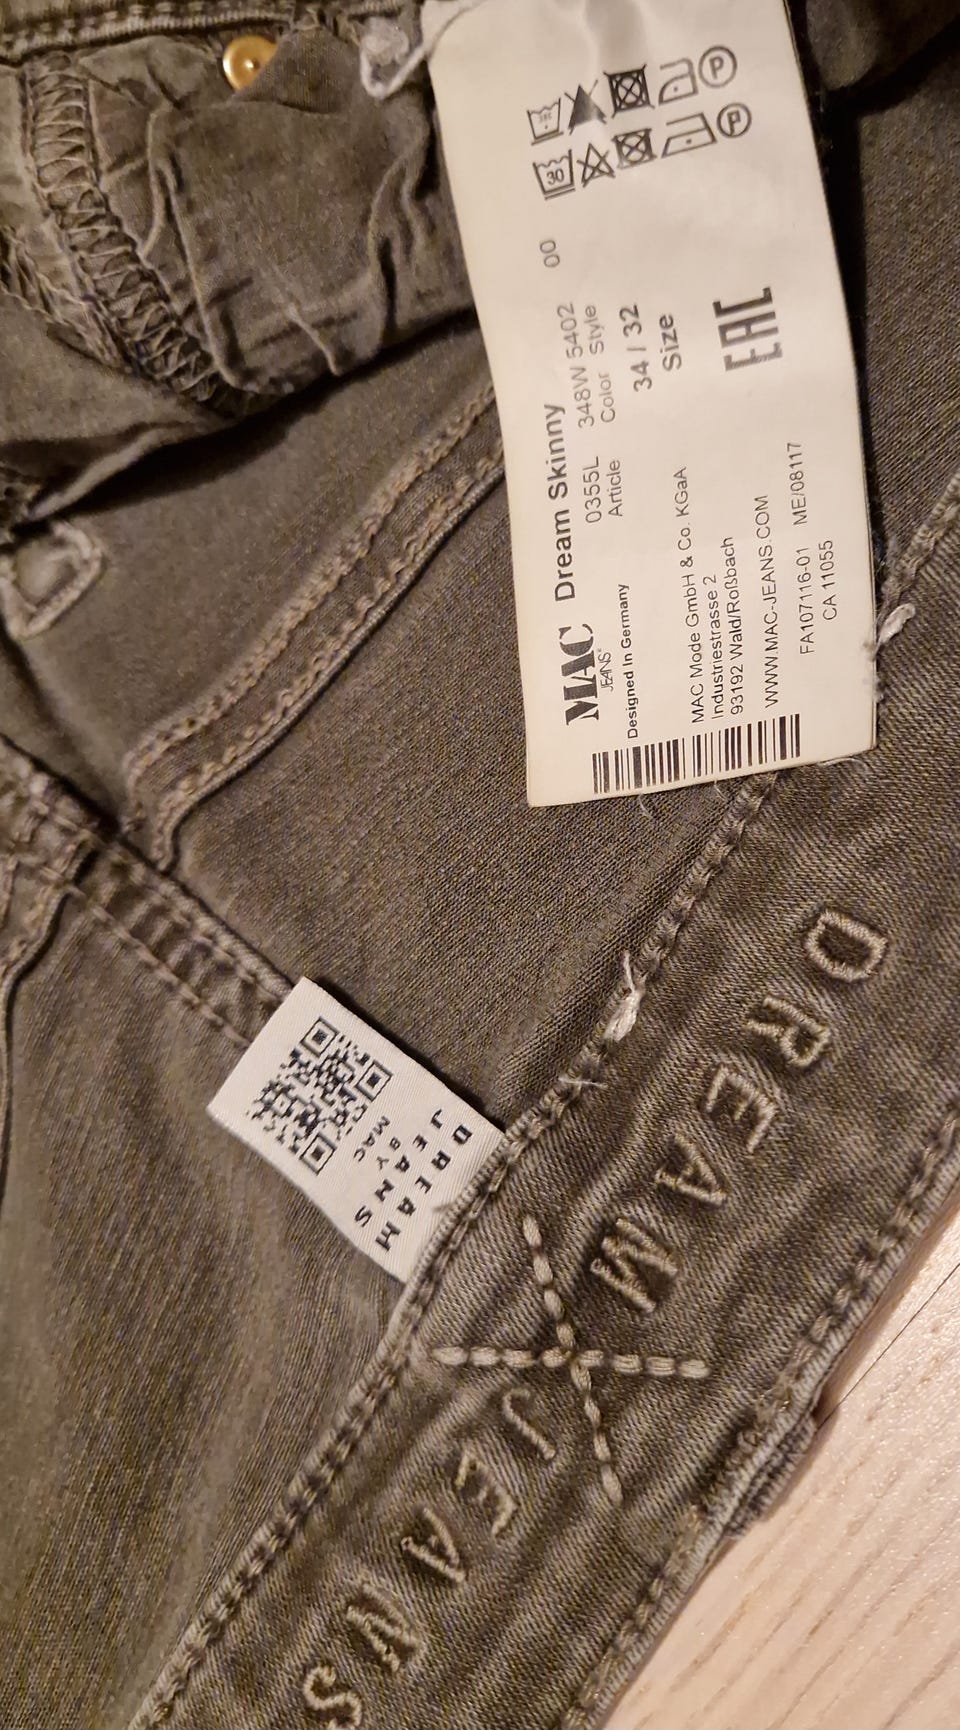 MAC Dream Skinny 00
JEANS®
Designed In Germany
0355L 348W 5402
Article Color Style
34 / 32
Size
MAC Mode GmbH & Co. KGaA
Industriestrasse 2
93192 Wald/Roßbach
WWW.MAC-JEANS.COM
EAC
FA107116-01 ME/08117
CA 11055
30
P
P
DREAM
JEANS
BY
MAC
DREAM
JEANS